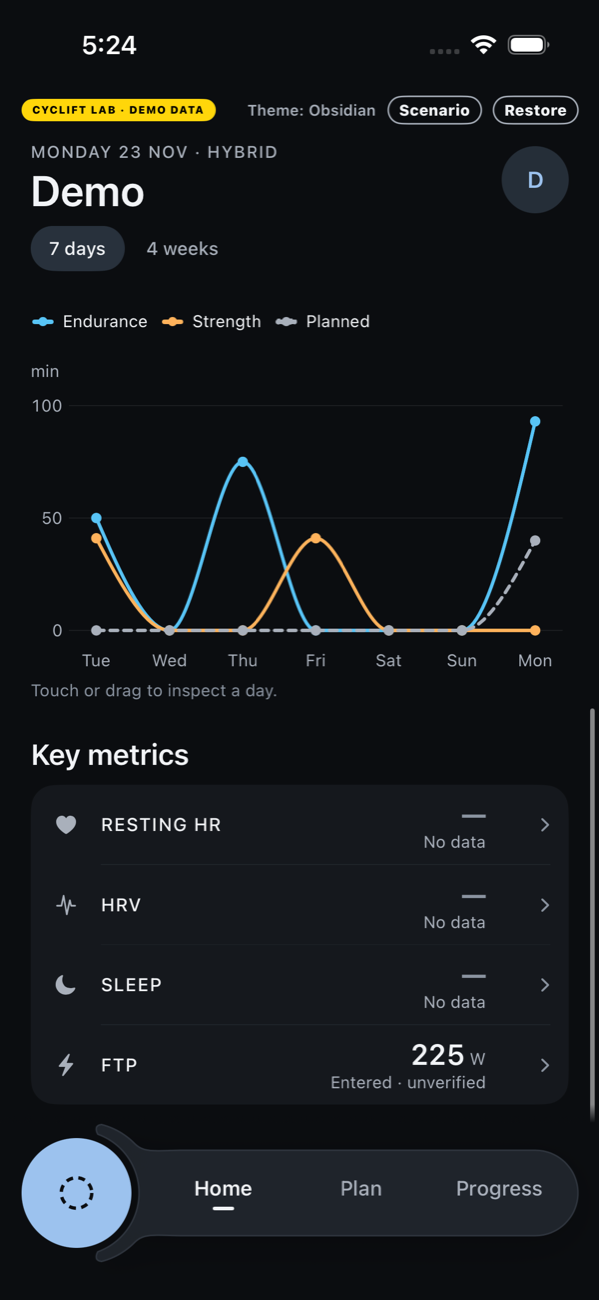 5:24
CYCLIFT LAB · DEMO DATA Theme: Obsidian Scenario Restore
MONDAY 23 NOV · HYBRID
Demo
D
7 days 4 weeks
Endurance Strength Planned
min
100
50
0
Tue Wed Thu Fri Sat Sun Mon
Touch or drag to inspect a day.
Key metrics
RESTING HR —
No data
HRV —
No data
SLEEP —
No data
FTP 225 W
Entered · unverified
Home Plan Progress